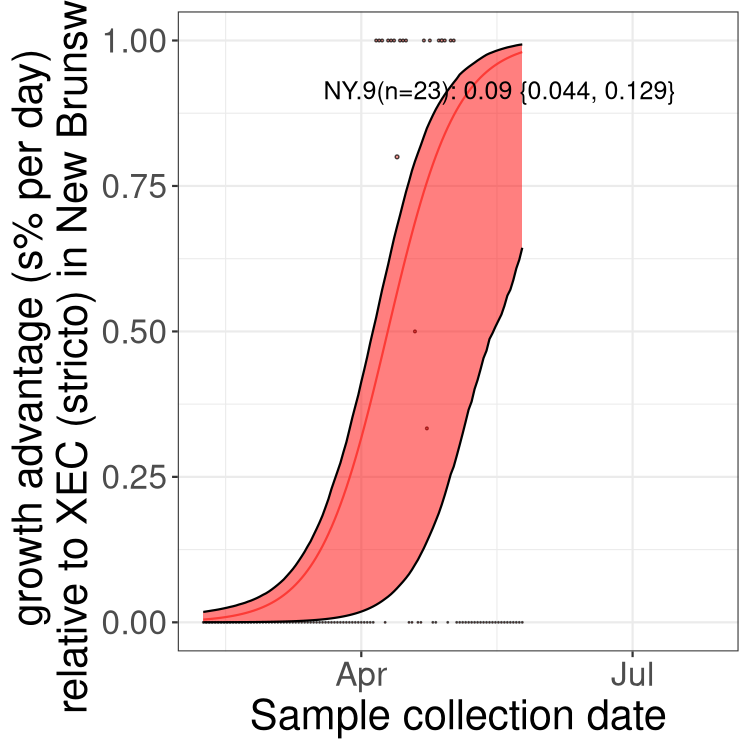 growth advantage (s% per day)
relative to XEC (stricto) in New Brunsw
1.00
0.75
0.50
0.25
0.00
NY.9(n=23): 0.09 {0.044, 0.129}
Apr
Jul
Sample collection date